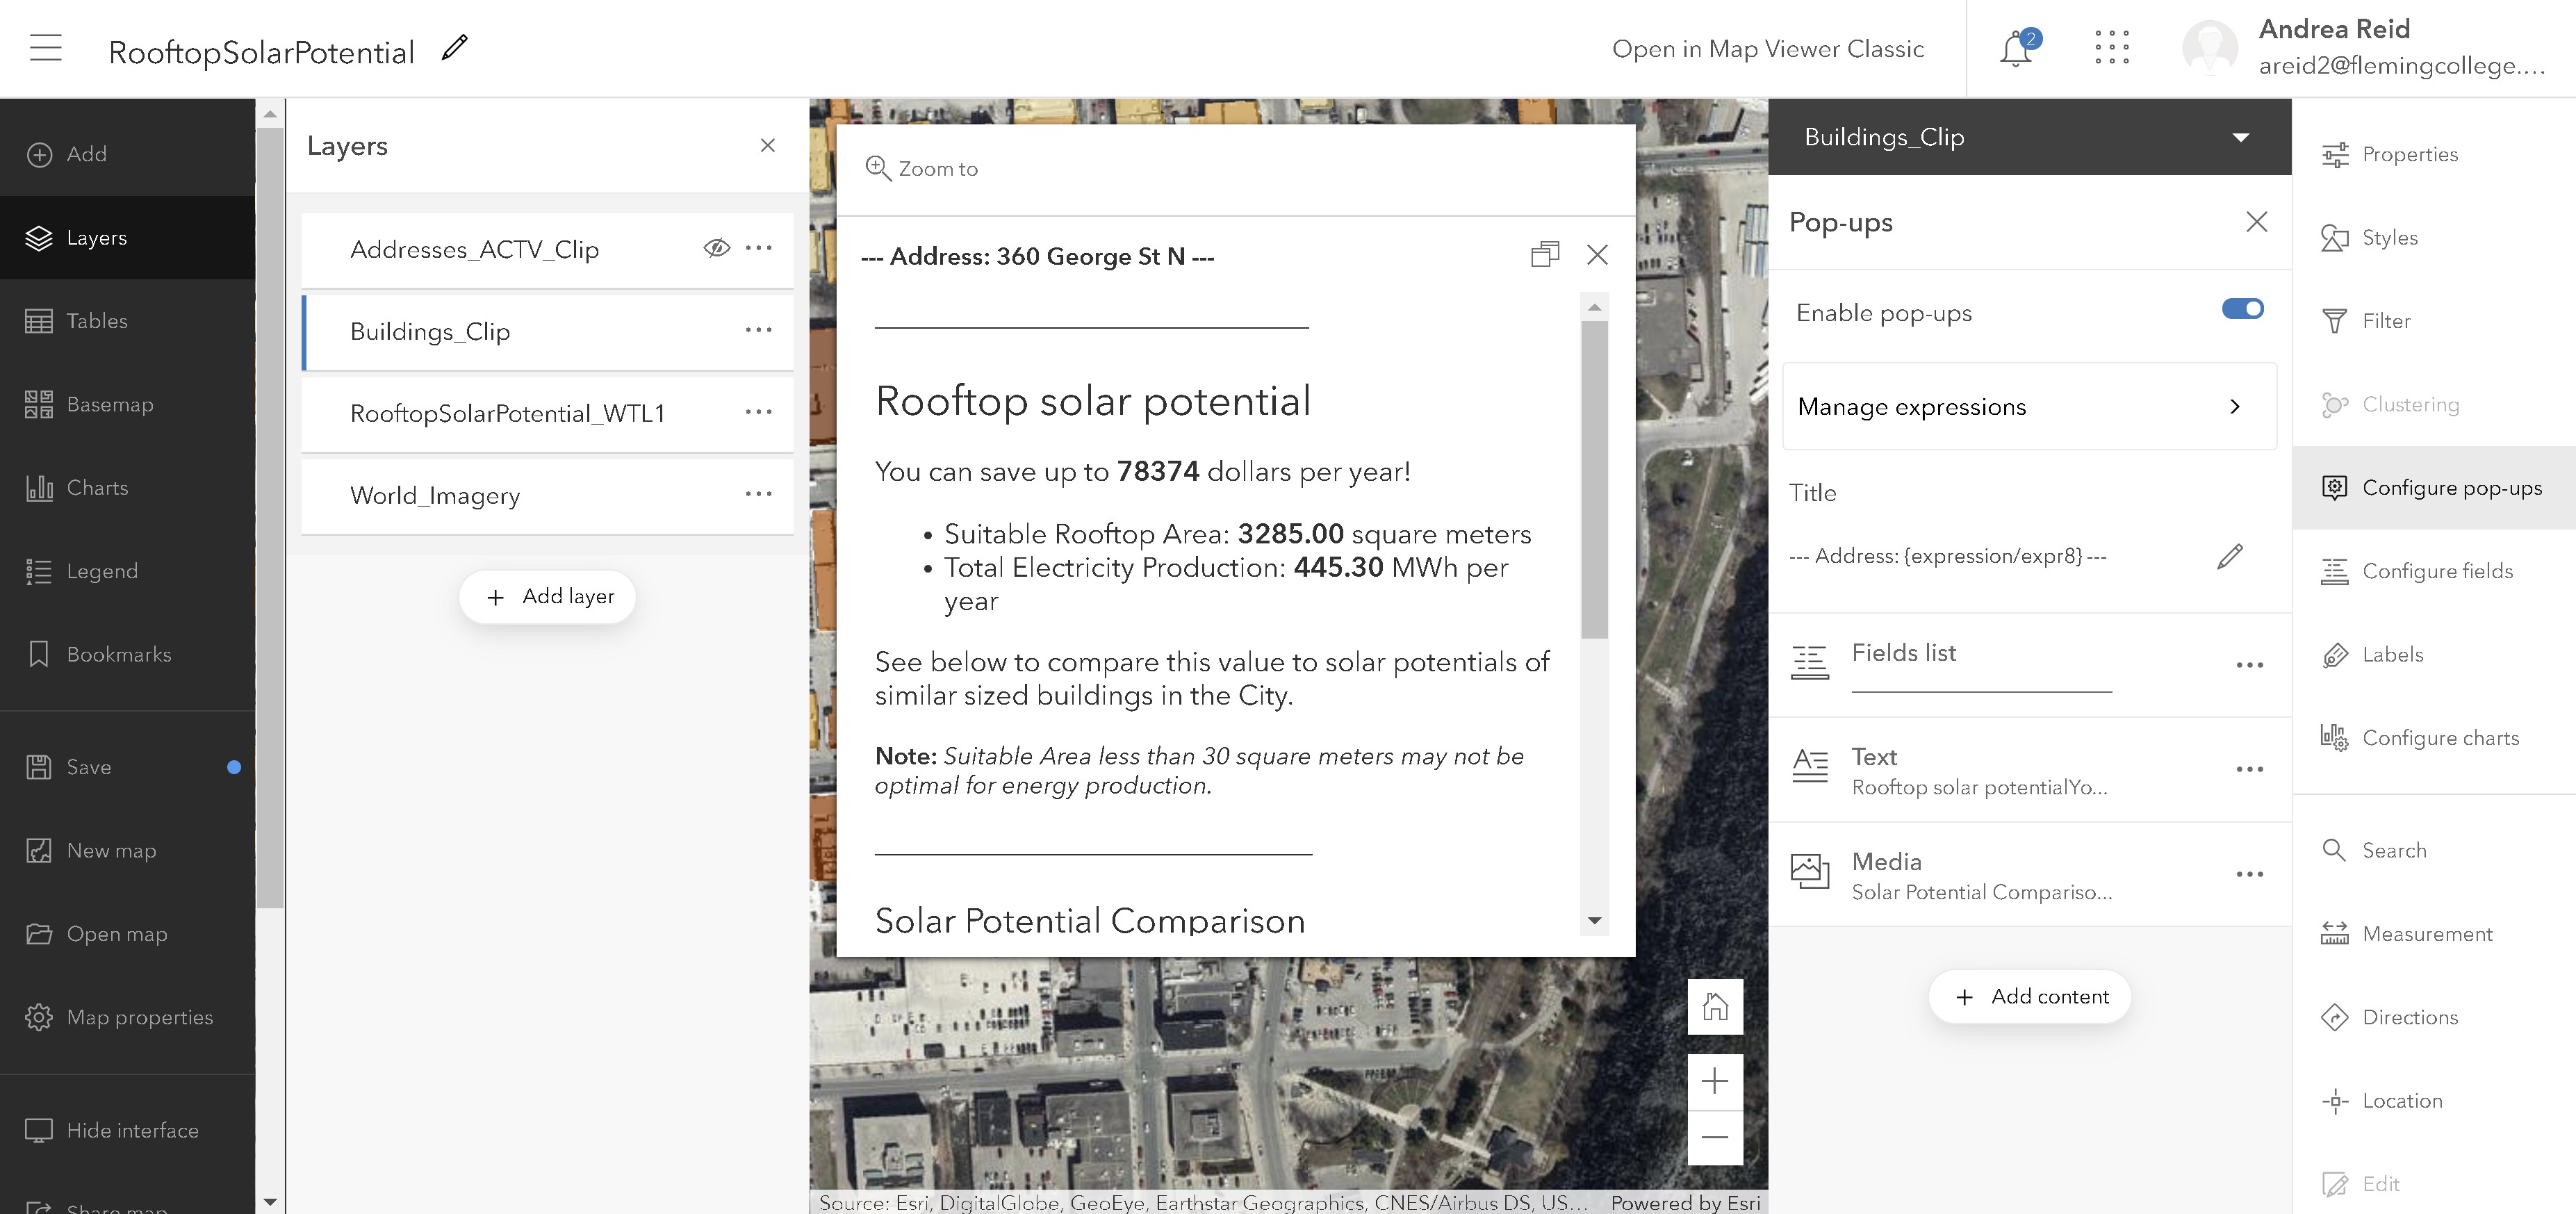 RooftopSolarPotential
Open in Map Viewer Classic
2
Andrea Reid
areid2@flemingcollege....
Add
Layers
Tables
Basemap
Charts
Legend
Bookmarks
Save
New map
Open map
Map properties
Hide interface
Share map
Layers
Addresses_ACTV_Clip
Buildings_Clip
RooftopSolarPotential_WTL1
World_Imagery
Add layer
Zoom to
--- Address: 360 George St N ---
Rooftop solar potential
You can save up to 78374 dollars per year!
• Suitable Rooftop Area: 3285.00 square meters
• Total Electricity Production: 445.30 MWh per
year
See below to compare this value to solar potentials of
similar sized buildings in the City.
Note: Suitable Area less than 30 square meters may not be
optimal for energy production.
Solar Potential Comparison
Source: Esri, DigitalGlobe, GeoEye, Earthstar Geographics, CNES/Airbus DS, US... Powered by Esri
Buildings_Clip
Pop-ups
Enable pop-ups
Manage expressions
Title
--- Address: {expression/expr8} ---
Fields list
Text
Rooftop solar potentialYo...
Media
Solar Potential Compariso...
Add content
Properties
Styles
Filter
Clustering
Configure pop-ups
Configure fields
Labels
Configure charts
Search
Measurement
Directions
Location
Edit